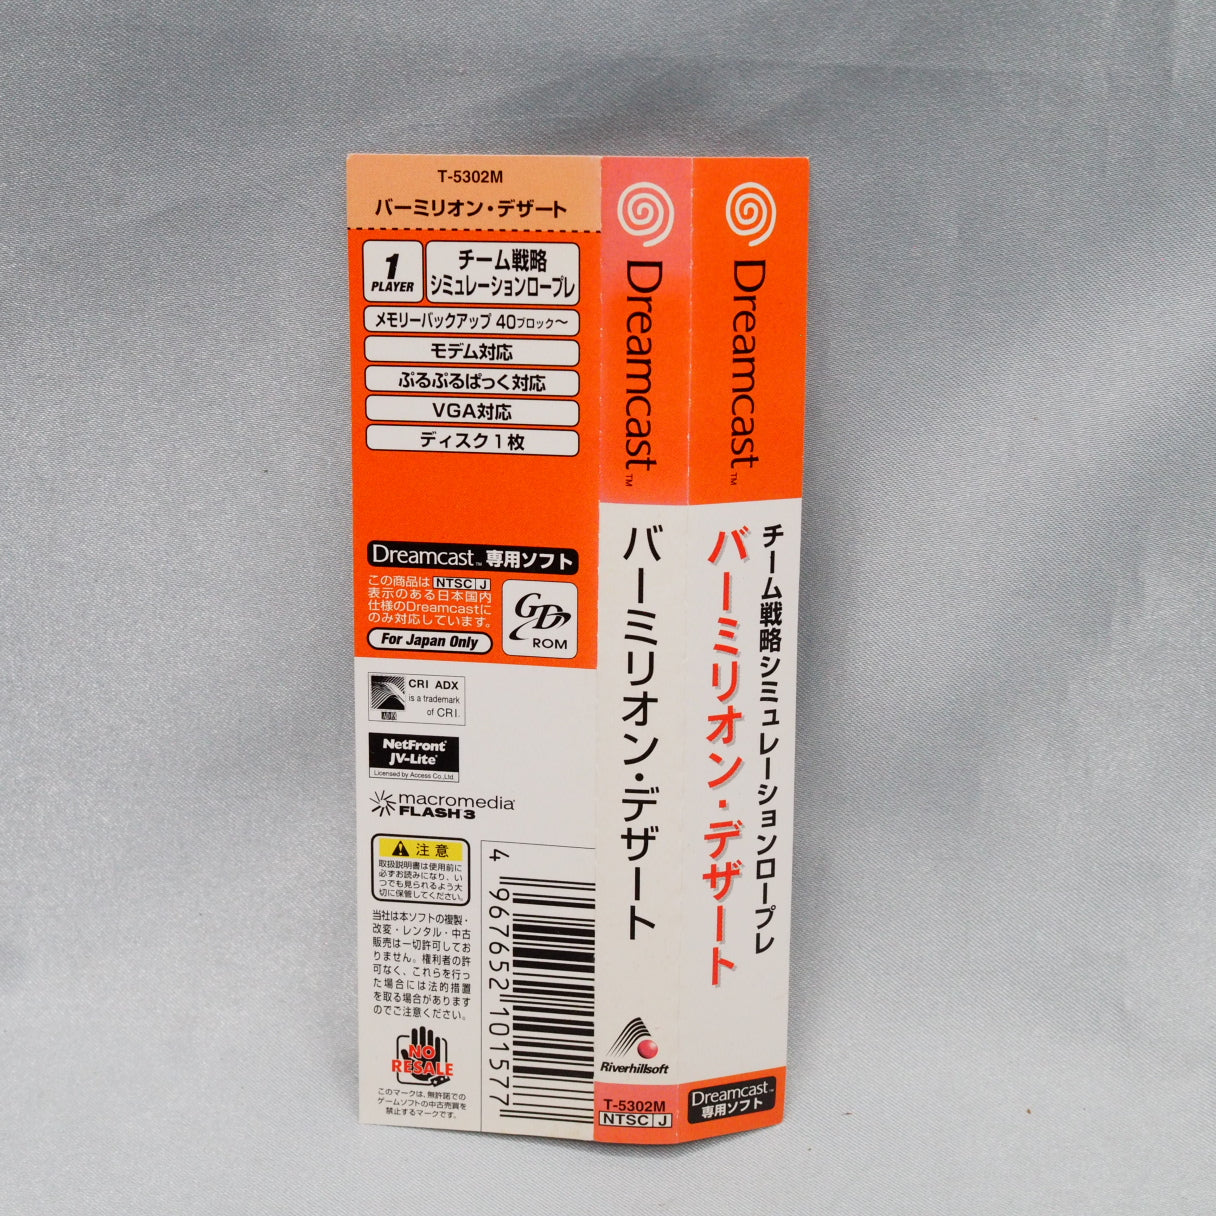 T-5302M
バーミリオン・デザート
1
PLAYER
チーム戦略
シミュレーションロープレ
メモリーバックアップ 40ブロック〜
モデム対応
ぷるぷるぱっく対応
VGA対応
ディスク1枚
Dreamcast™ 専用ソフト
この商品は NTSC J
表示のある日本国内
仕様のDreamcastに
のみ対応しています。
For Japan Only
GD
ROM
CRI ADX
is a trademark
of CRI.
NetFront®
JV-Lite®
Licensed by Access Co.,Ltd.
macromedia®
FLASH 3
注意
取扱説明書は使用前に
必ずお読みになり、い
つでも見られるよう大
切に保管してください。
当社は本ソフトの複製・
改変・レンタル・中古
販売は一切許可してお
りません。権利者の許
可なく、これらを行っ
た場合には法的措置
を取る場合があります
のでご注意ください。
NO
RESALE
このマークは、無許諾での
ゲームソフトの中古売買を
禁止するマークです。
4 967652 101577
Dreamcast™
バーミリオン・デザート
Riverhillsoft
T-5302M
NTSC J
Dreamcast™
チーム戦略シミュレーションロープレ
バーミリオン・デザート
Dreamcast™
専用ソフト